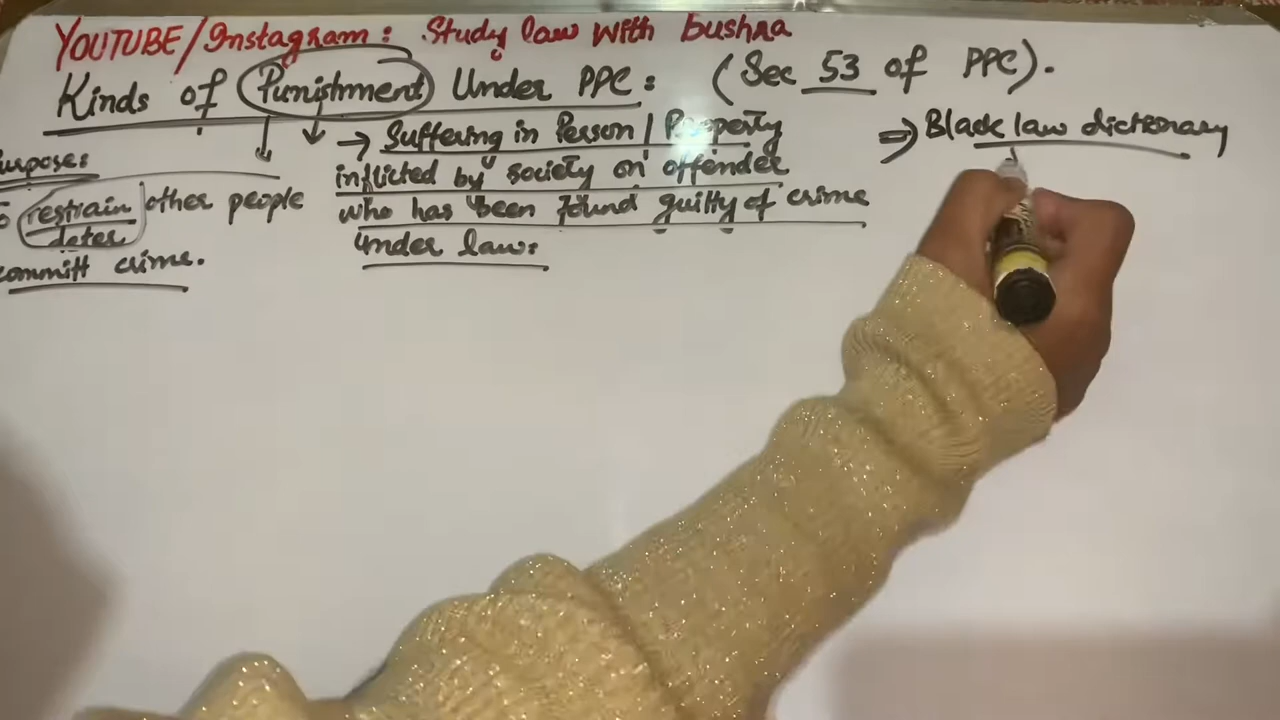 YOUTUBE/Instagram: Study law with bushra
Kinds of Punishment Under PPC: (Sec 53 of PPC).
→ Suffering in Person / Property
inflicted by society on offender
who has been found guilty of crime
under law:
⇒ Black law dictionary
urpose:
restrain other people
deter
committ crime.